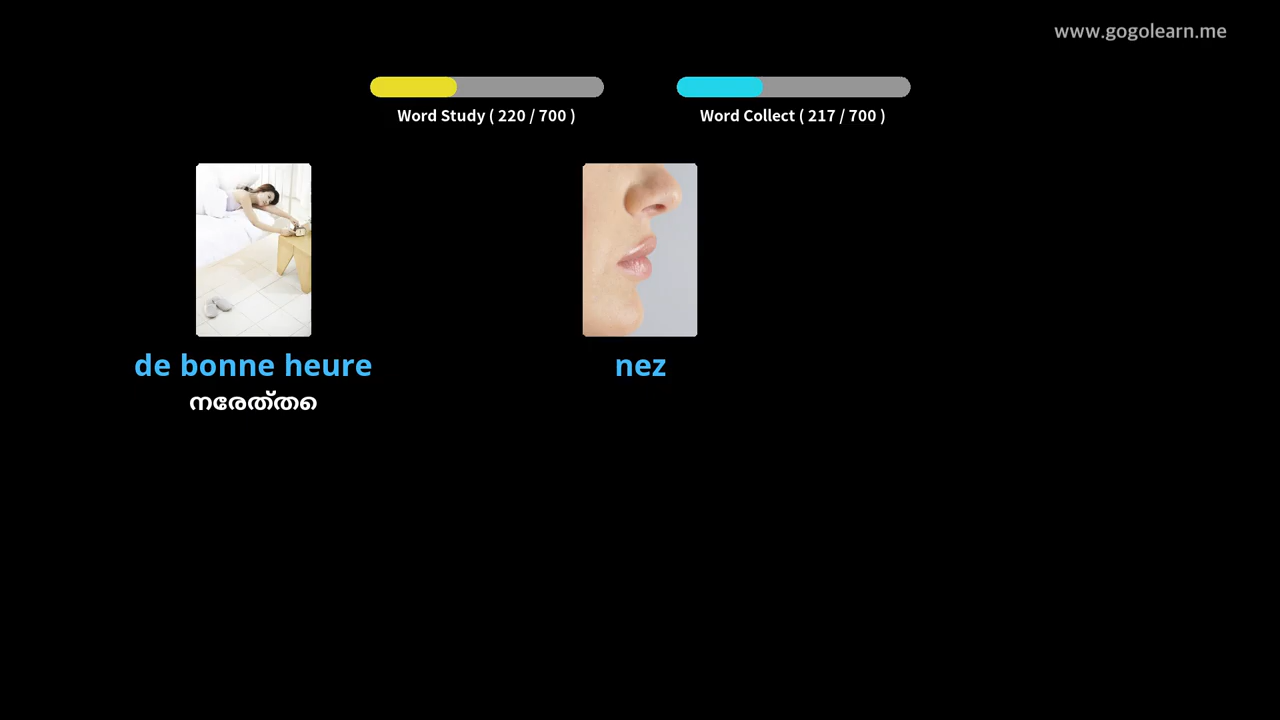 www.gogolearn.me
Word Study ( 220 / 700 )
Word Collect ( 217 / 700 )
de bonne heure
നരേത്തെ
nez